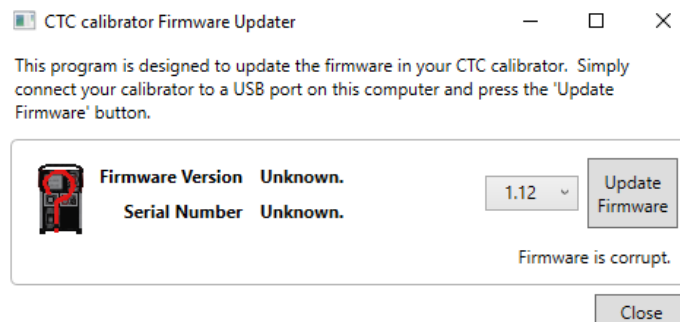 CTC calibrator Firmware Updater
This program is designed to update the firmware in your CTC calibrator. Simply
connect your calibrator to a USB port on this computer and press the 'Update
Firmware' button.
Firmware Version Unknown.
Serial Number Unknown.
1.12
Update
Firmware
Firmware is corrupt.
Close